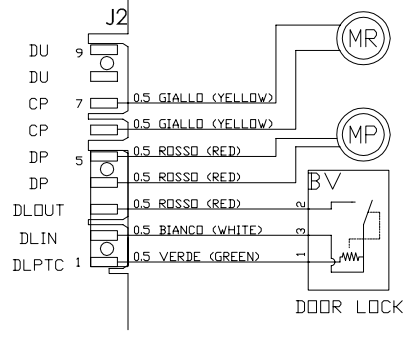 J2
DU 9
DU
CP 7 0.5 GIALLO (YELLOW) MR
CP 0.5 GIALLO (YELLOW)
DP 5 0.5 ROSSO (RED) MP
DP 0.5 ROSSO (RED)
BV
DLOUT 0.5 ROSSO (RED) 2
DLIN 0.5 BIANCO (WHITE) 3
DLPTC 1 0.5 VERDE (GREEN) 1
DOOR LOCK